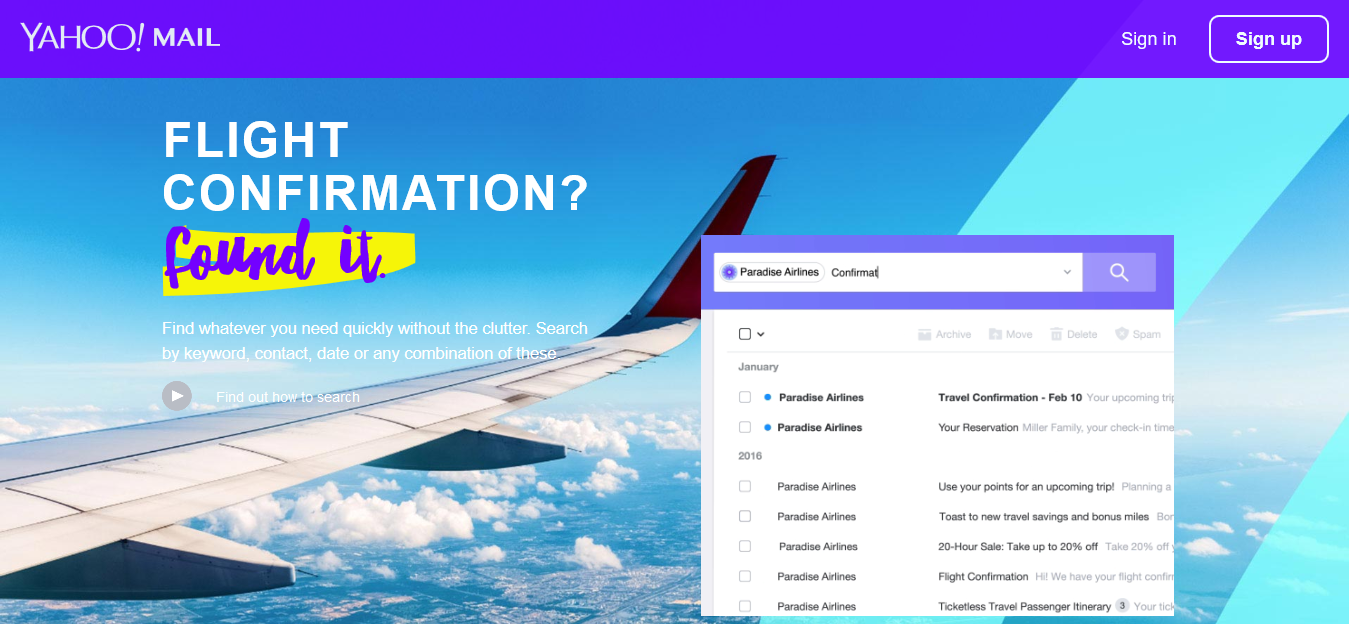 YAHOO! MAIL
Sign in
Sign up
FLIGHT
CONFIRMATION?
found it.
Find whatever you need quickly without the clutter. Search
by keyword, contact, date or any combination of these.
Find out how to search
Paradise Airlines Confirmat
Archive Move Delete Spam
January
Paradise Airlines Travel Confirmation - Feb 10 Your upcoming trip
Paradise Airlines Your Reservation Miller Family, your check-in time
2016
Paradise Airlines Use your points for an upcoming trip! Planning a
Paradise Airlines Toast to new travel savings and bonus miles Bon
Paradise Airlines 20-Hour Sale: Take up to 20% off Take 20% off y
Paradise Airlines Flight Confirmation Hi! We have your flight confirm
Paradise Airlines Ticketless Travel Passenger Itinerary 3 Your tick